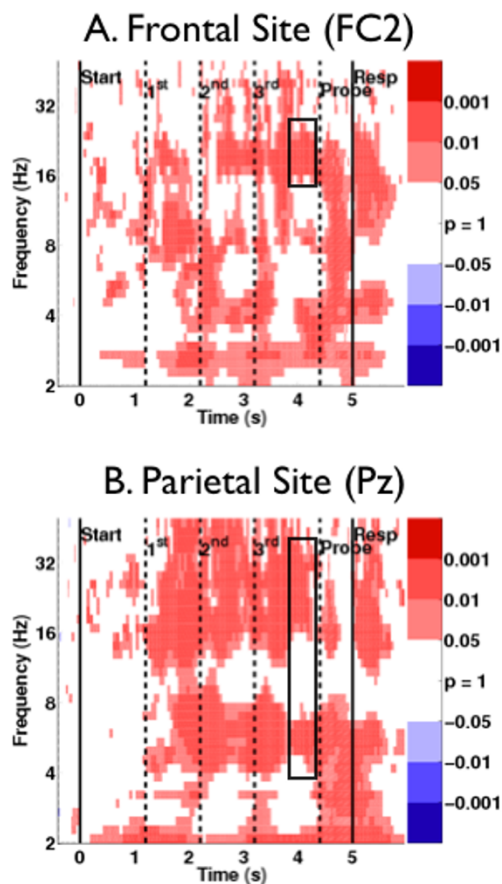 A. Frontal Site (FC2)
Start
1st
2nd
3rd
Probe
Resp
32
16
8
4
2
Frequency (Hz)
0 1 2 3 4 5
Time (s)
0.001
0.01
0.05
p = 1
−0.05
−0.01
−0.001
B. Parietal Site (Pz)
Start
1st
2nd
3rd
Probe
Resp
32
16
8
4
2
Frequency (Hz)
0 1 2 3 4 5
Time (s)
0.001
0.01
0.05
p = 1
−0.05
−0.01
−0.001